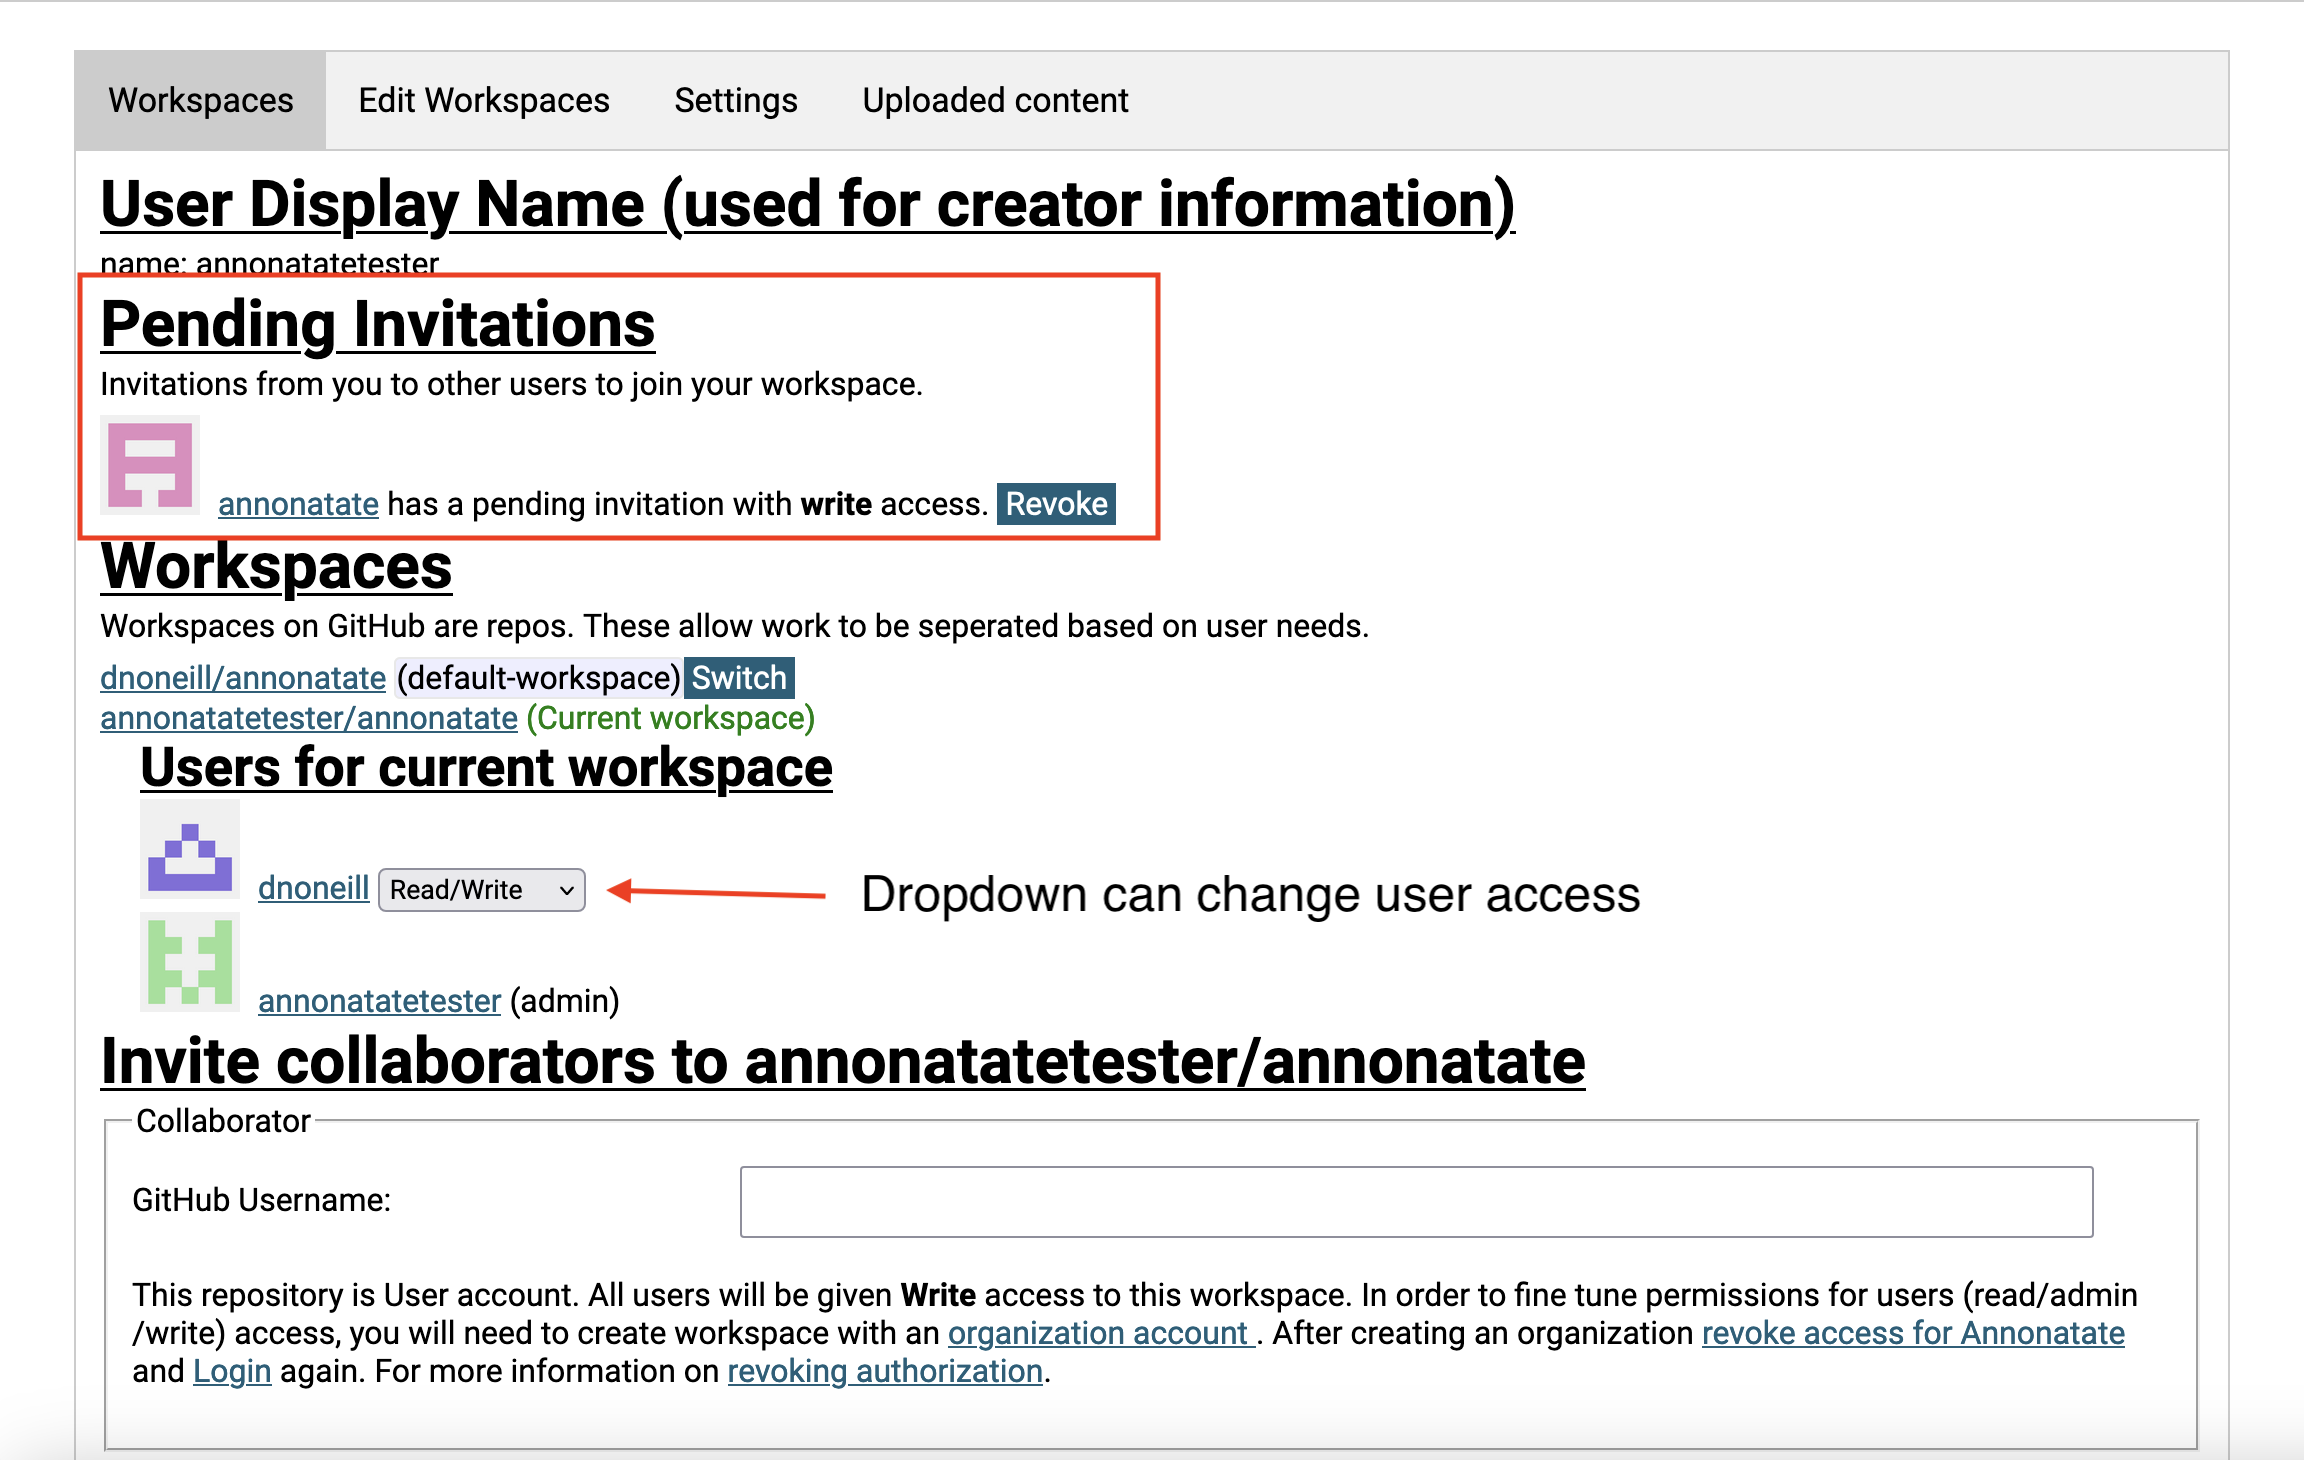 Workspaces Edit Workspaces Settings Uploaded content
User Display Name (used for creator information)
name: annonatatetester
Pending Invitations
Invitations from you to other users to join your workspace.
annonatate has a pending invitation with write access. Revoke
Workspaces
Workspaces on GitHub are repos. These allow work to be seperated based on user needs.
dnoneill/annonatate (default-workspace) Switch
annonatatetester/annonatate (Current workspace)
Users for current workspace
dnoneill Read/Write Dropdown can change user access
annonatatetester (admin)
Invite collaborators to annonatatetester/annonatate
Collaborator
GitHub Username:
This repository is User account. All users will be given Write access to this workspace. In order to fine tune permissions for users (read/admin
/write) access, you will need to create workspace with an organization account . After creating an organization revoke access for Annonatate
and Login again. For more information on revoking authorization.